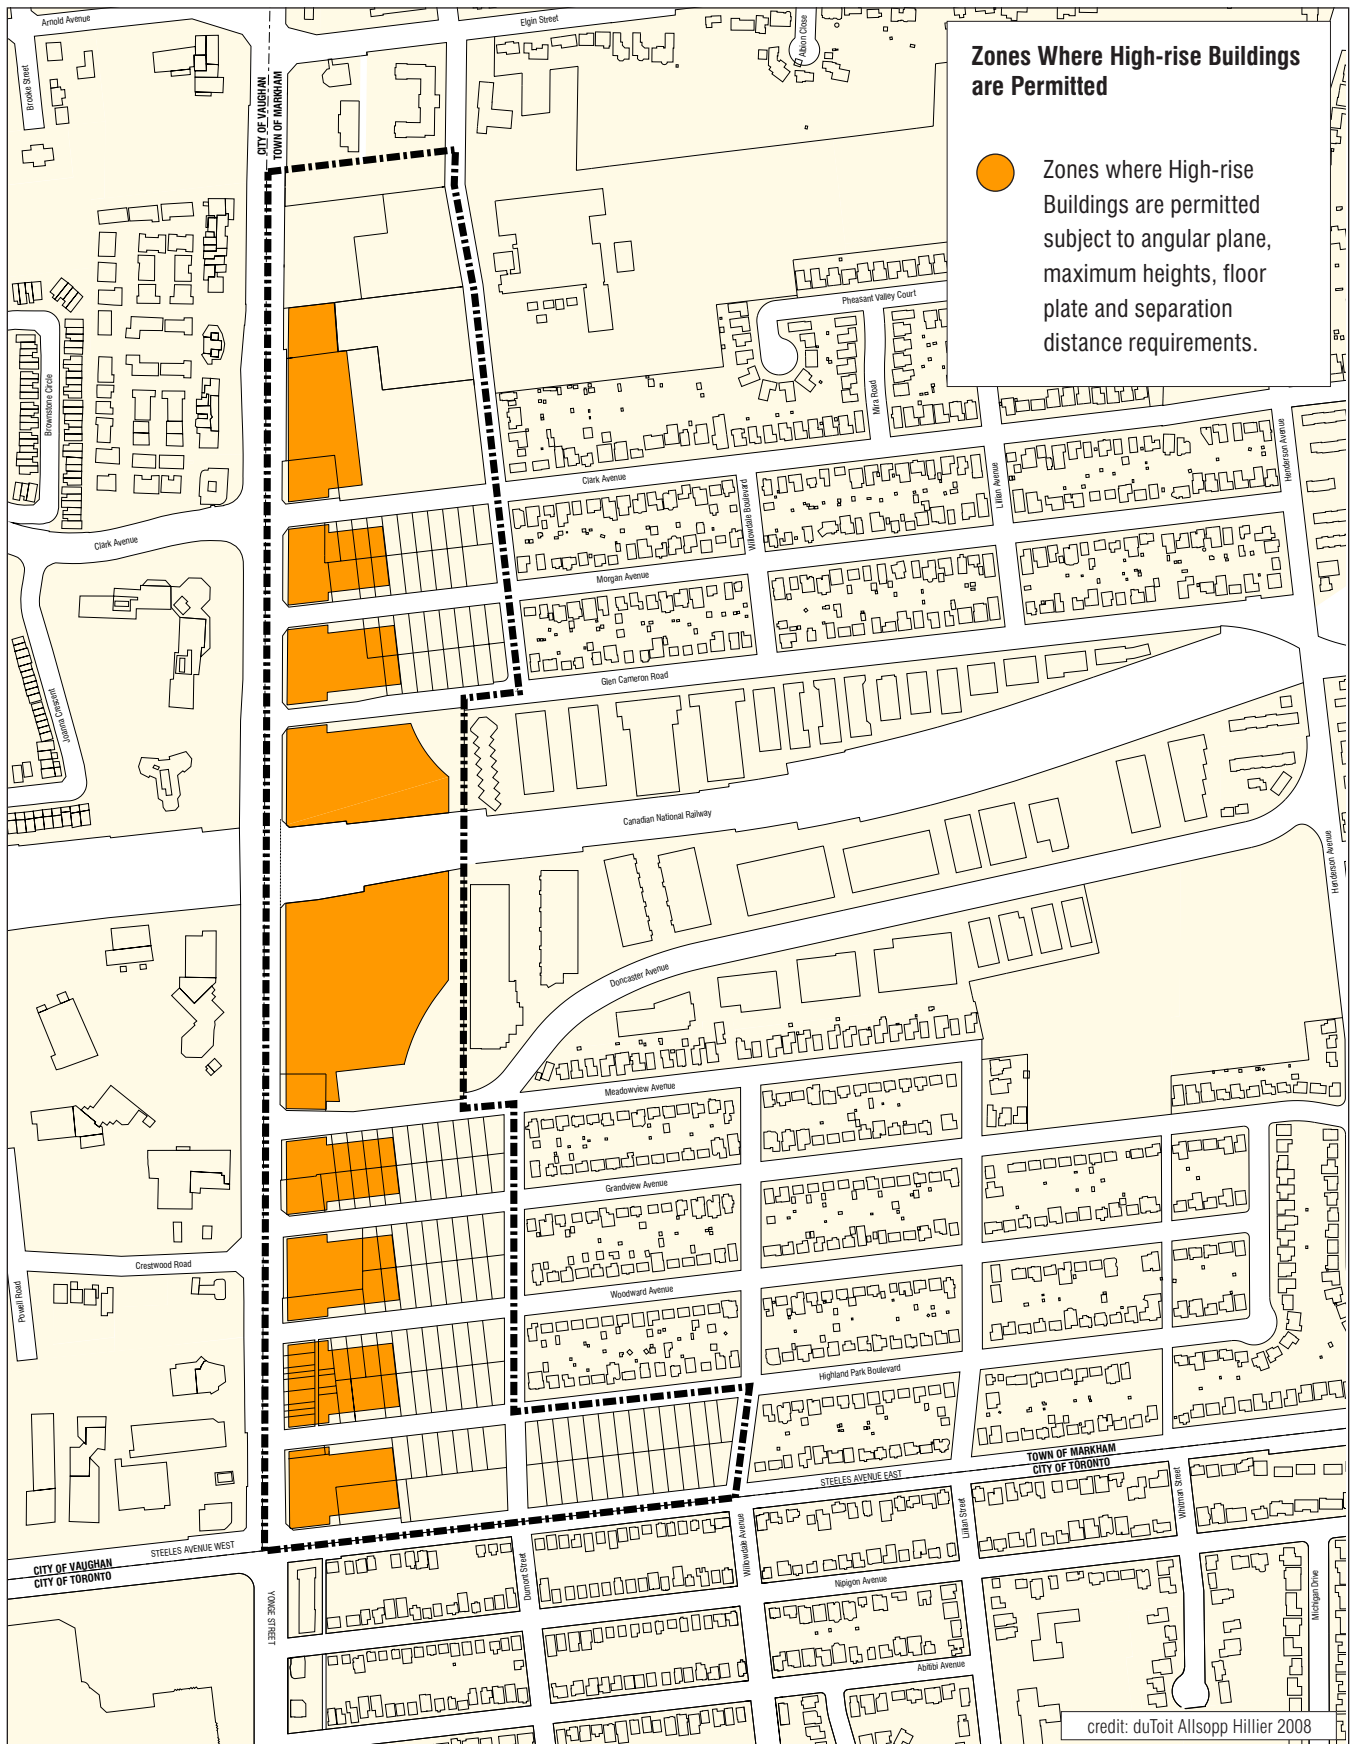 Arnold Avenue
Elgin Street
Albion Close
Brooke Street
CITY OF VAUGHAN
TOWN OF MARKHAM
Zones Where High-rise Buildings
are Permitted
Zones where High-rise
Buildings are permitted
subject to angular plane,
maximum heights, floor
plate and separation
distance requirements.
Pheasant Valley Court
Mira Road
Brownstone Circle
Clark Avenue
Willowdale Boulevard
Lillian Avenue
Henderson Avenue
Clark Avenue
Morgan Avenue
Glen Cameron Road
Joanna Crescent
Canadian National Railway
Henderson Avenue
Doncaster Avenue
Meadowview Avenue
Grandview Avenue
Crestwood Road
Powell Road
Woodward Avenue
Highland Park Boulevard
TOWN OF MARKHAM
CITY OF TORONTO
STEELES AVENUE EAST
Whitman Street
Lillian Street
Willowdale Avenue
STEELES AVENUE WEST
CITY OF VAUGHAN
CITY OF TORONTO
Dumont Street
Nipigon Avenue
YONGE STREET
Michigan Drive
Abitibi Avenue
credit: duToit Allsopp Hillier 2008